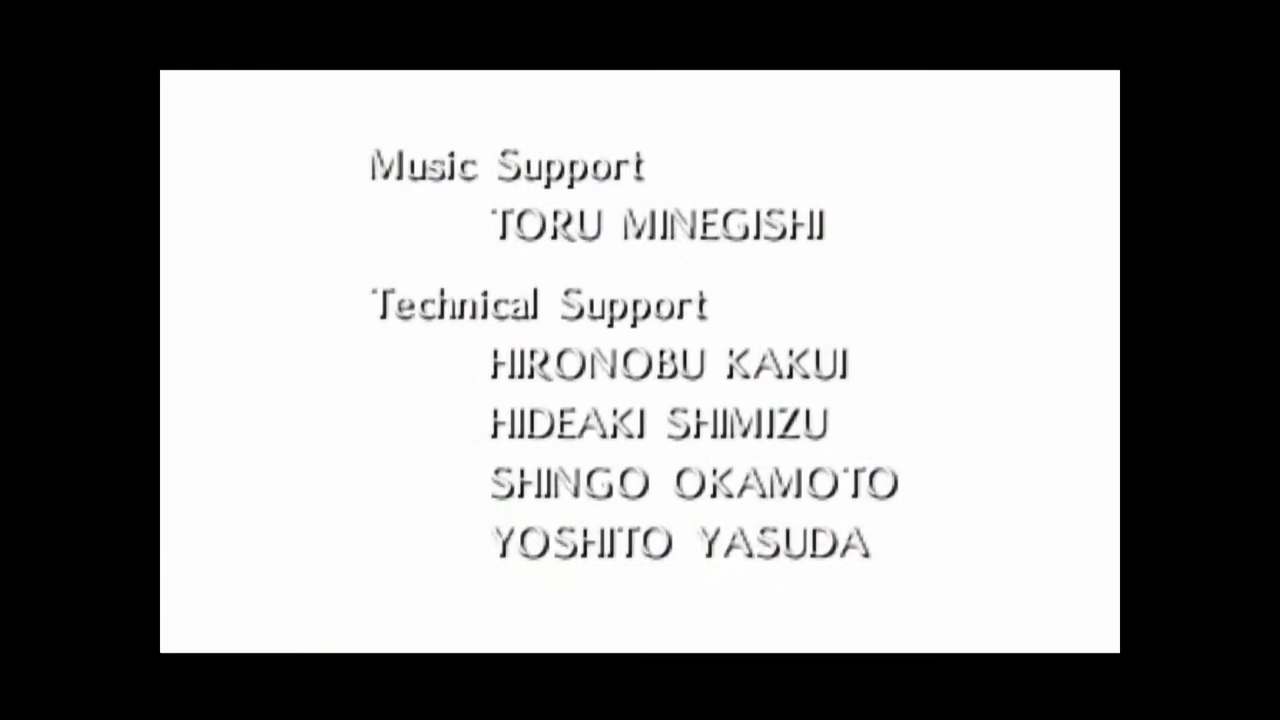 Music Support
TORU MINEGISHI
Technical Support
HIRONOBU KAKUI
HIDEAKI SHIMIZU
SHINGO OKAMOTO
YOSHITO YASUDA